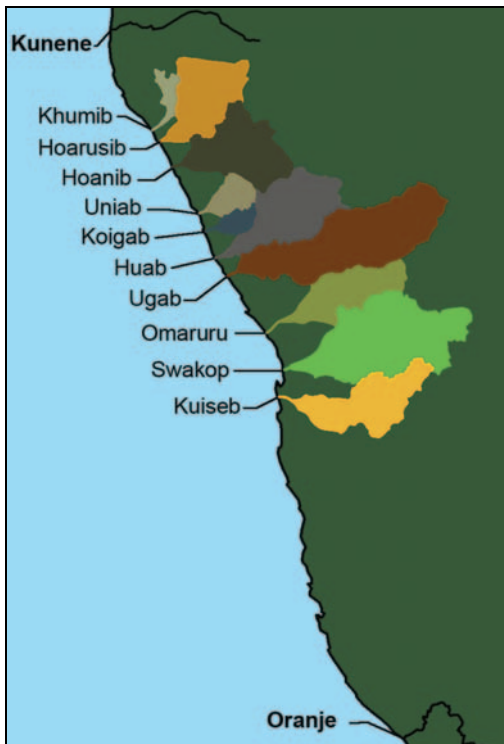 Kunene
Khumib
Hoarusib
Hoanib
Uniab
Koigab
Huab
Ugab
Omaruru
Swakop
Kuiseb
Oranje